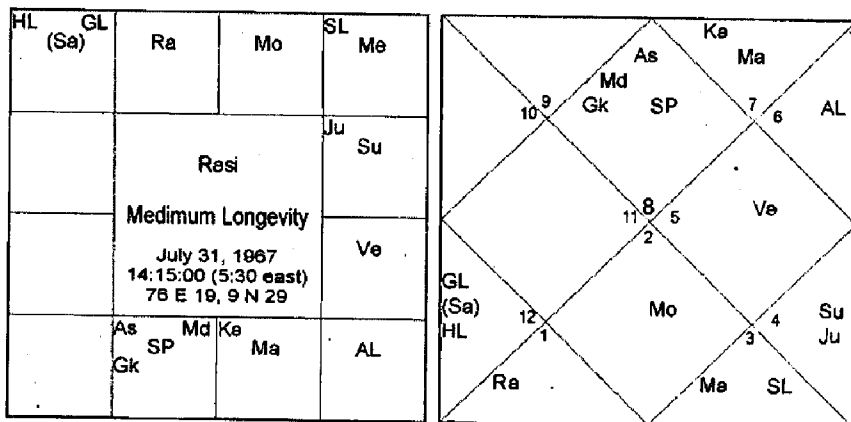 HL GL
(Sa)
Ra
Mo
SL
Me
Ju
Su
Rasi
Medimum Longevity
July 31, 1967
14:15:00 (5:30 east)
76 E 19, 9 N 29
Ve
As Md
SP
Gk
Ke
Ma
AL
Ke
As
Ma
Md
Gk SP
9
10
7
6
AL
8
11 5
2
Ve
GL
(Sa)
HL
12
1
Mo
4
3
Su
Ju
Ra
Me SL